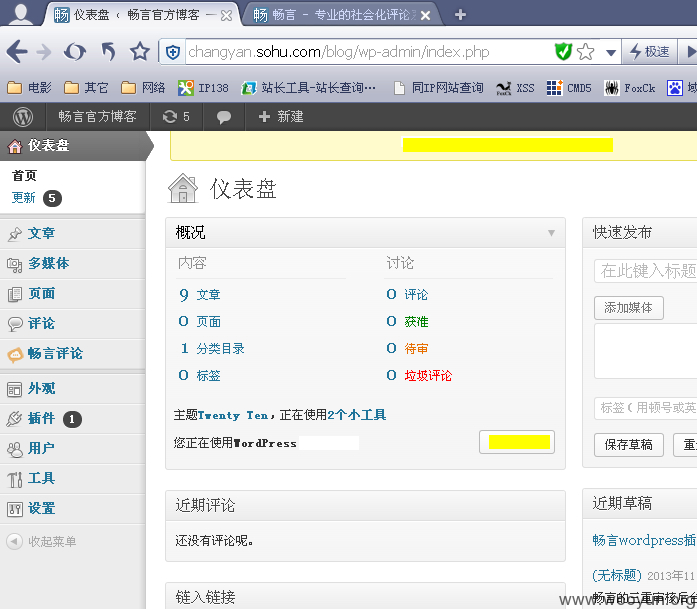 仪表盘 ‹ 畅言官方博客 —
畅言 - 专业的社会化评论
changyan.sohu.com/blog/wp-admin/index.php
极速
电影 其它 网络 IP138 站长工具-站长查询… 同IP网站查询 XSS CMD5 FoxCk 域
畅言官方博客 5 新建
仪表盘
首页
更新 5
文章
多媒体
页面
评论
畅言评论
外观
插件 1
用户
工具
设置
收起菜单
仪表盘
概况
内容 讨论
9 文章 0 评论
0 页面 0 获准
1 分类目录 0 待审
0 标签 0 垃圾评论
主题Twenty Ten，正在使用2个小工具
您正在使用WordPress
近期评论
还没有评论呢。
链入链接
快速发布
在此键入标题
添加媒体
标签（用顿号或英
保存草稿 重
近期草稿
畅言wordpress插
(无标题) 2013年11
畅言的三重审核后台